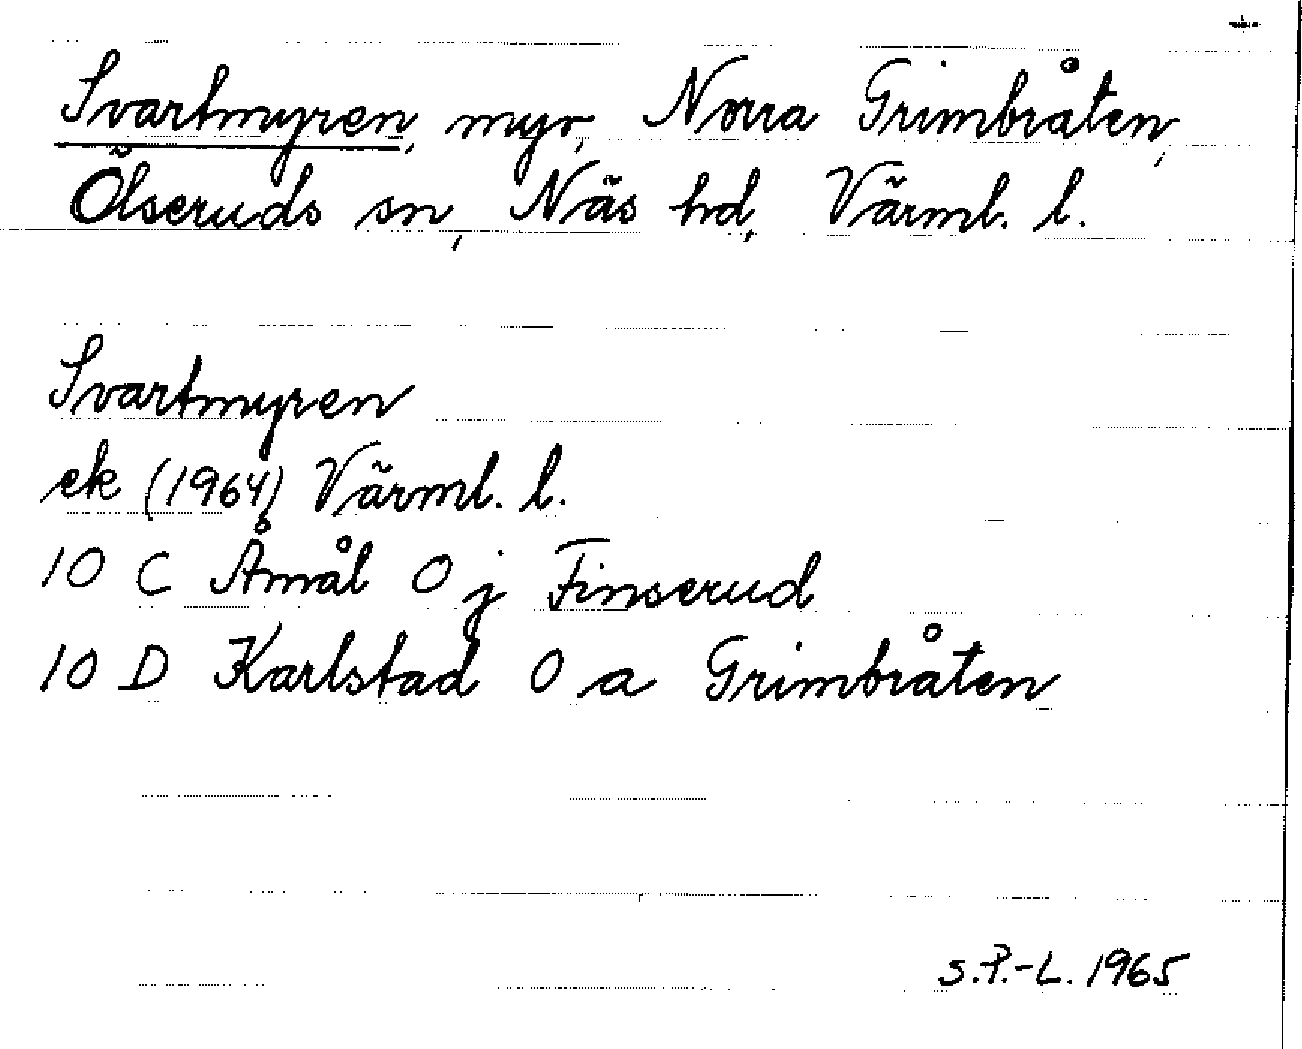 Svartmyren, myr, Norra Grimbråten,
Ölseruds sn, Näs hd, Värml. l.
Svartmyren
ek (1964) Värml. l.
10 C Åmål 0 j Finserud
10 D Karlstad 0 a Grimbråten
S.P.-L. 1965